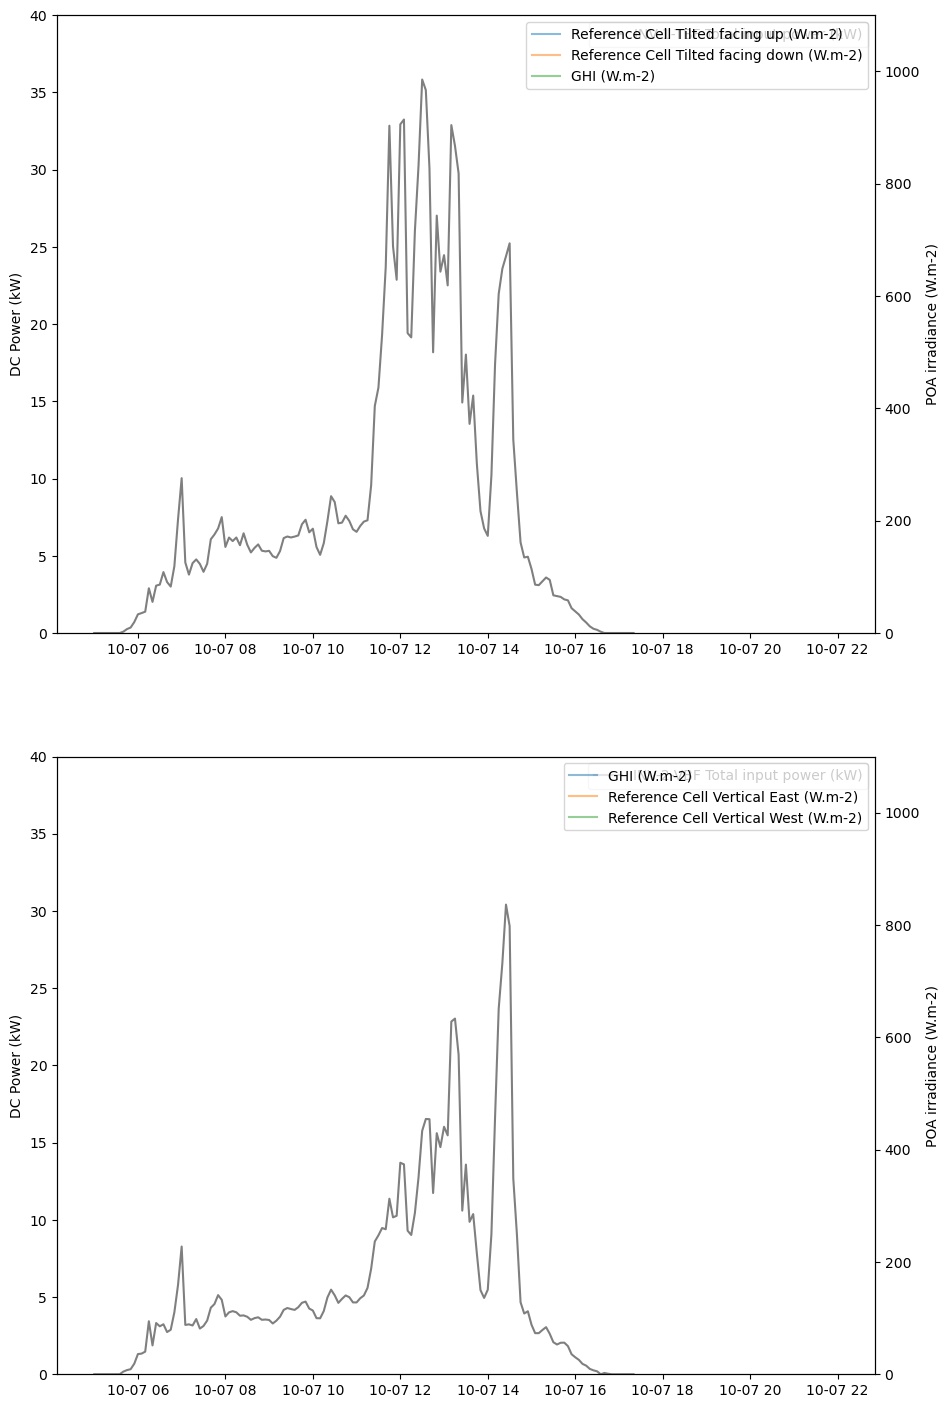 40
35
30
25
20
15
10
5
0
DC Power (kW)
Reference Cell Tilted facing up (W.m-2)
Reference Cell Tilted facing down (W.m-2)
GHI (W.m-2)
1000
800
600
400
200
0
POA irradiance (W.m-2)
10-07 06 10-07 08 10-07 10 10-07 12 10-07 14 10-07 16 10-07 18 10-07 20 10-07 22
40
35
30
25
20
15
10
5
0
DC Power (kW)
GHI (W.m-2) Total input power (kW)
Reference Cell Vertical East (W.m-2)
Reference Cell Vertical West (W.m-2)
1000
800
600
400
200
0
POA irradiance (W.m-2)
10-07 06 10-07 08 10-07 10 10-07 12 10-07 14 10-07 16 10-07 18 10-07 20 10-07 22